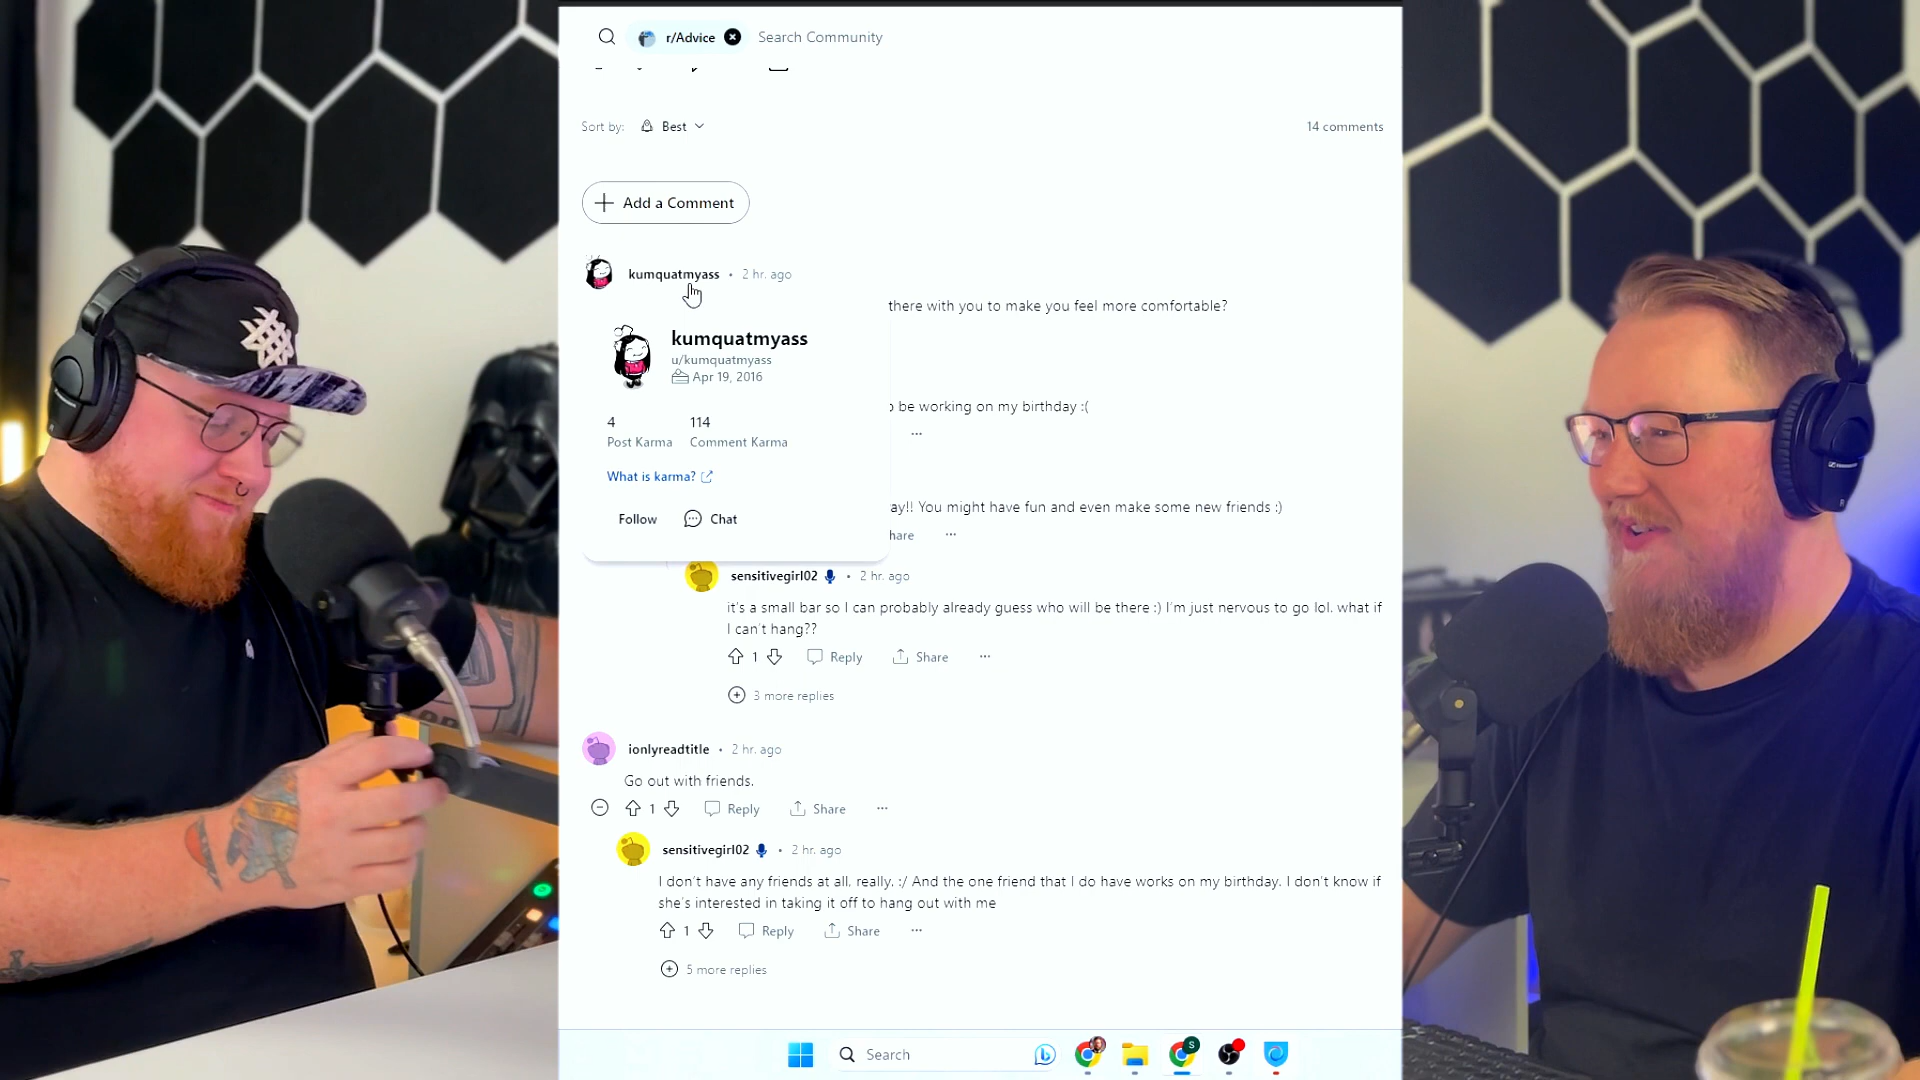 r/Advice
Search Community
Sort by:
Best
14 comments
Add a Comment
kumquatmyass • 2 hr. ago
there with you to make you feel more comfortable?
kumquatmyass
u/kumquatmyass
Apr 19, 2016
be working on my birthday :(
4
114
Post Karma
Comment Karma
What is karma?
ay!! You might have fun and even make some new friends :)
Follow
Chat
hare
sensitivegirl02 • 2 hr. ago
it's a small bar so I can probably already guess who will be there :) I'm just nervous to go lol. what if
I can't hang??
1 Reply Share ...
3 more replies
ionlyreadtitle • 2 hr. ago
Go out with friends.
1 Reply Share ...
sensitivegirl02 • 2 hr. ago
I don't have any friends at all. really. :/ And the one friend that I do have works on my birthday. I don't know if
she's interested in taking it off to hang out with me
1 Reply Share ...
5 more replies
Search
S